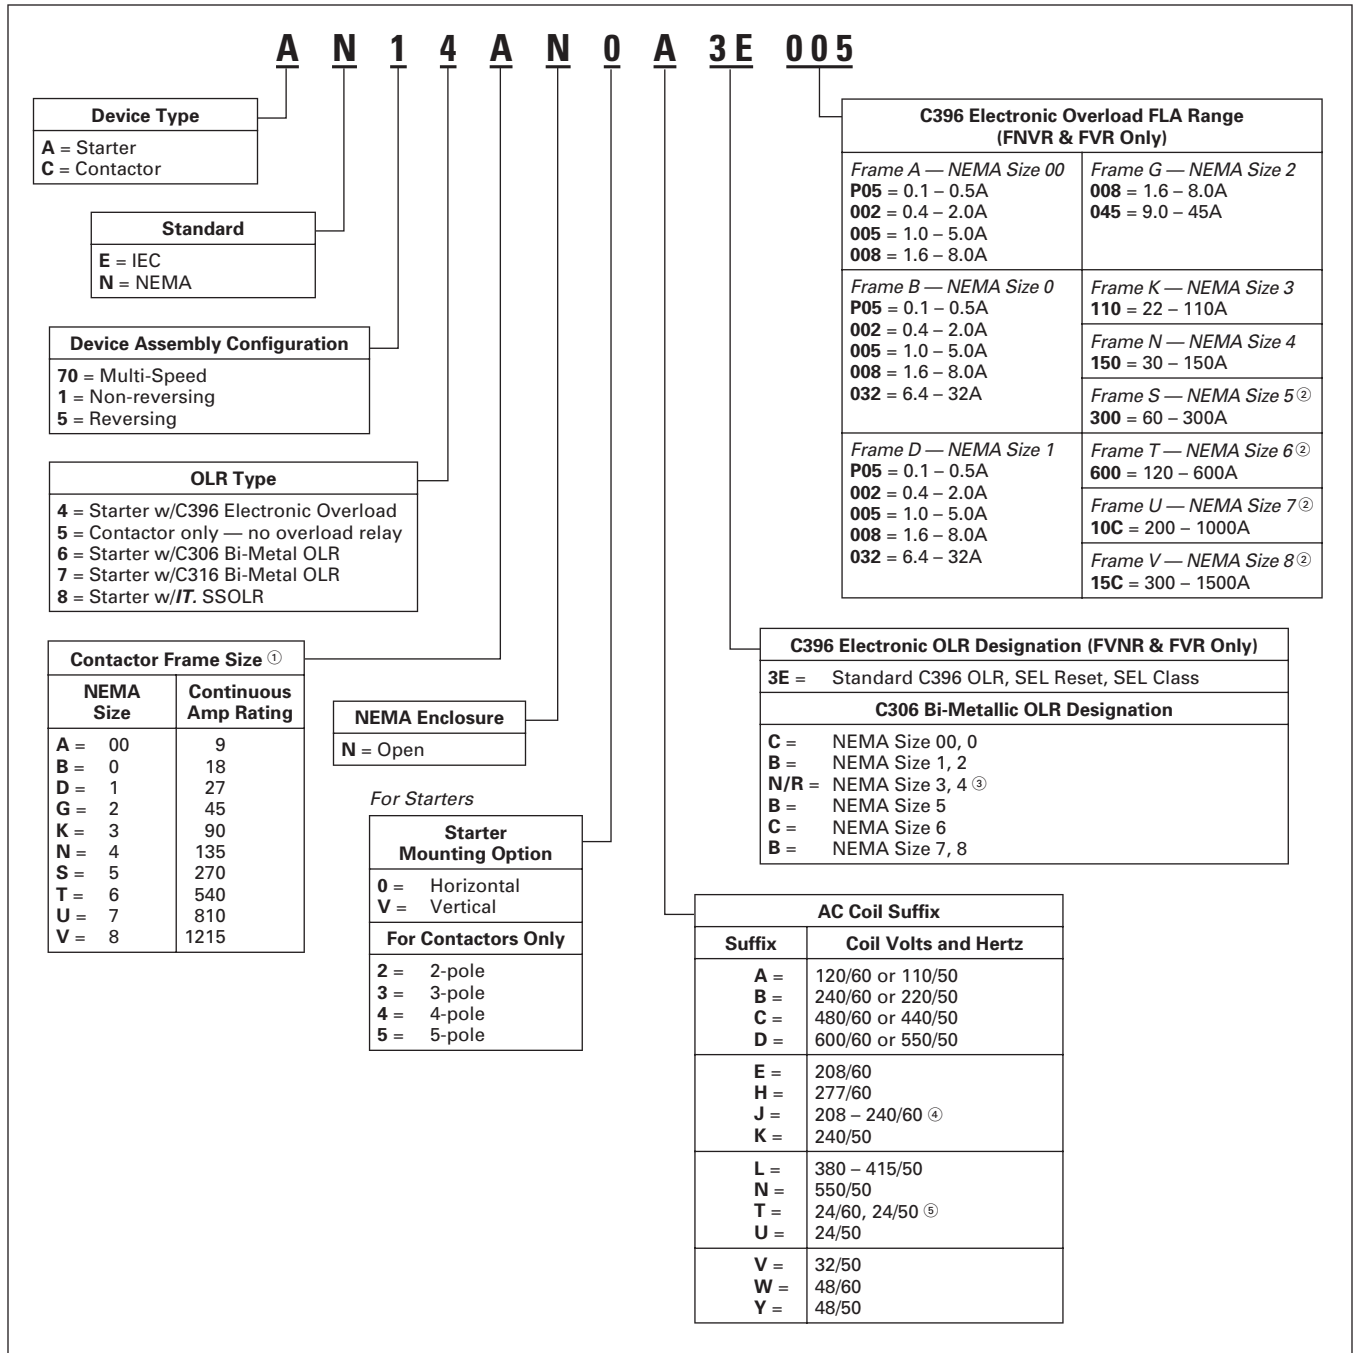 A N 1 4 A N 0 A 3E 005
Device Type
A = Starter
C = Contactor
Standard
E = IEC
N = NEMA
Device Assembly Configuration
70 = Multi-Speed
1 = Non-reversing
5 = Reversing
OLR Type
4 = Starter w/C396 Electronic Overload
5 = Contactor only — no overload relay
6 = Starter w/C306 Bi-Metal OLR
7 = Starter w/C316 Bi-Metal OLR
8 = Starter w/IT. SSOLR
Contactor Frame Size ①
NEMA Size Continuous Amp Rating
A = 00 9
B = 0 18
D = 1 27
G = 2 45
K = 3 90
N = 4 135
S = 5 270
T = 6 540
U = 7 810
V = 8 1215
NEMA Enclosure
N = Open
For Starters
Starter
Mounting Option
0 = Horizontal
V = Vertical
For Contactors Only
2 = 2-pole
3 = 3-pole
4 = 4-pole
5 = 5-pole
C396 Electronic Overload FLA Range
(FNVR & FVR Only)
Frame A — NEMA Size 00
P05 = 0.1 – 0.5A
002 = 0.4 – 2.0A
005 = 1.0 – 5.0A
008 = 1.6 – 8.0A
Frame B — NEMA Size 0
P05 = 0.1 – 0.5A
002 = 0.4 – 2.0A
005 = 1.0 – 5.0A
008 = 1.6 – 8.0A
032 = 6.4 – 32A
Frame D — NEMA Size 1
P05 = 0.1 – 0.5A
002 = 0.4 – 2.0A
005 = 1.0 – 5.0A
008 = 1.6 – 8.0A
032 = 6.4 – 32A
Frame G — NEMA Size 2
008 = 1.6 – 8.0A
045 = 9.0 – 45A
Frame K — NEMA Size 3
110 = 22 – 110A
Frame N — NEMA Size 4
150 = 30 – 150A
Frame S — NEMA Size 5 ②
300 = 60 – 300A
Frame T — NEMA Size 6 ②
600 = 120 – 600A
Frame U — NEMA Size 7 ②
10C = 200 – 1000A
Frame V — NEMA Size 8 ②
15C = 300 – 1500A
C396 Electronic OLR Designation (FVNR & FVR Only)
3E = Standard C396 OLR, SEL Reset, SEL Class
C306 Bi-Metallic OLR Designation
C = NEMA Size 00, 0
B = NEMA Size 1, 2
N/R = NEMA Size 3, 4 ③
B = NEMA Size 5
C = NEMA Size 6
B = NEMA Size 7, 8
AC Coil Suffix
Suffix Coil Volts and Hertz
A = 120/60 or 110/50
B = 240/60 or 220/50
C = 480/60 or 440/50
D = 600/60 or 550/50
E = 208/60
H = 277/60
J = 208 – 240/60 ④
K = 240/50
L = 380 – 415/50
N = 550/50
T = 24/60, 24/50 ⑤
U = 24/50
V = 32/50
W = 48/60
Y = 48/50